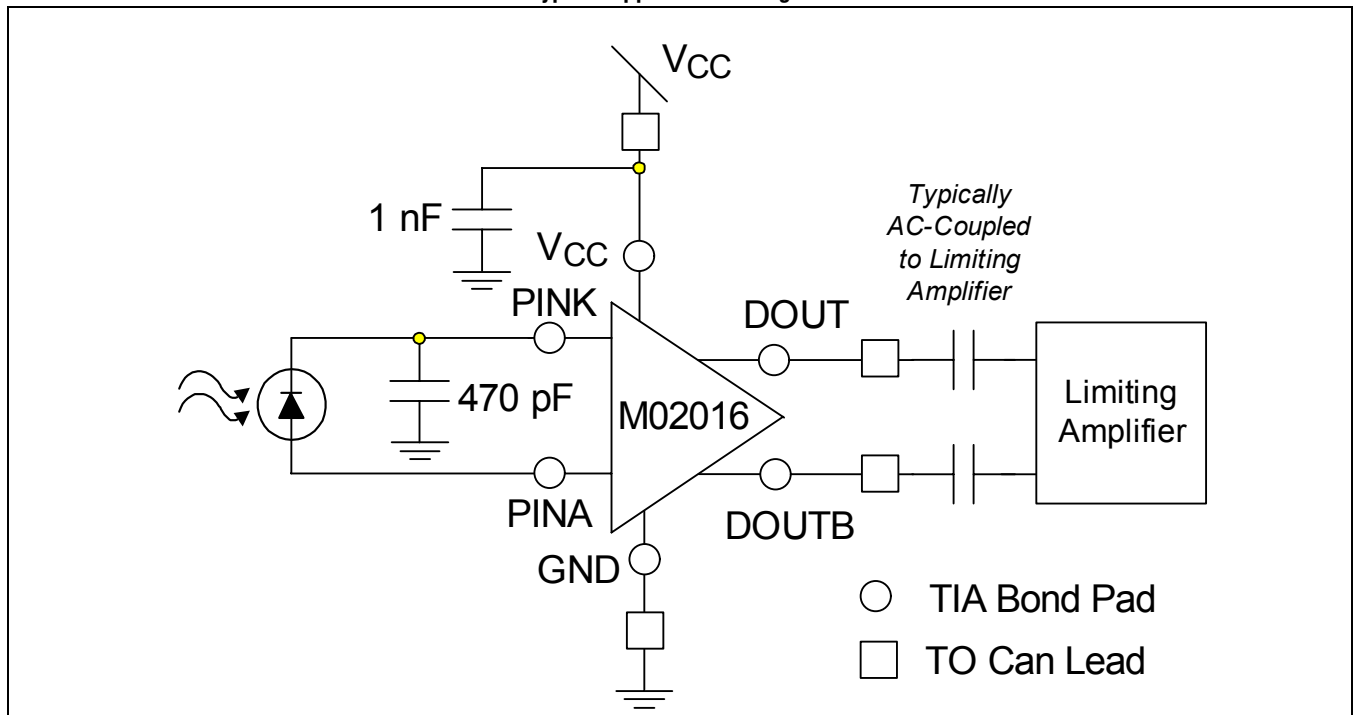 VCC
1 nF
VCC
Typically
AC-Coupled
to Limiting
Amplifier
PINK
DOUT
470 pF
M02016
Limiting
Amplifier
PINA
DOUTB
GND
TIA Bond Pad
TO Can Lead